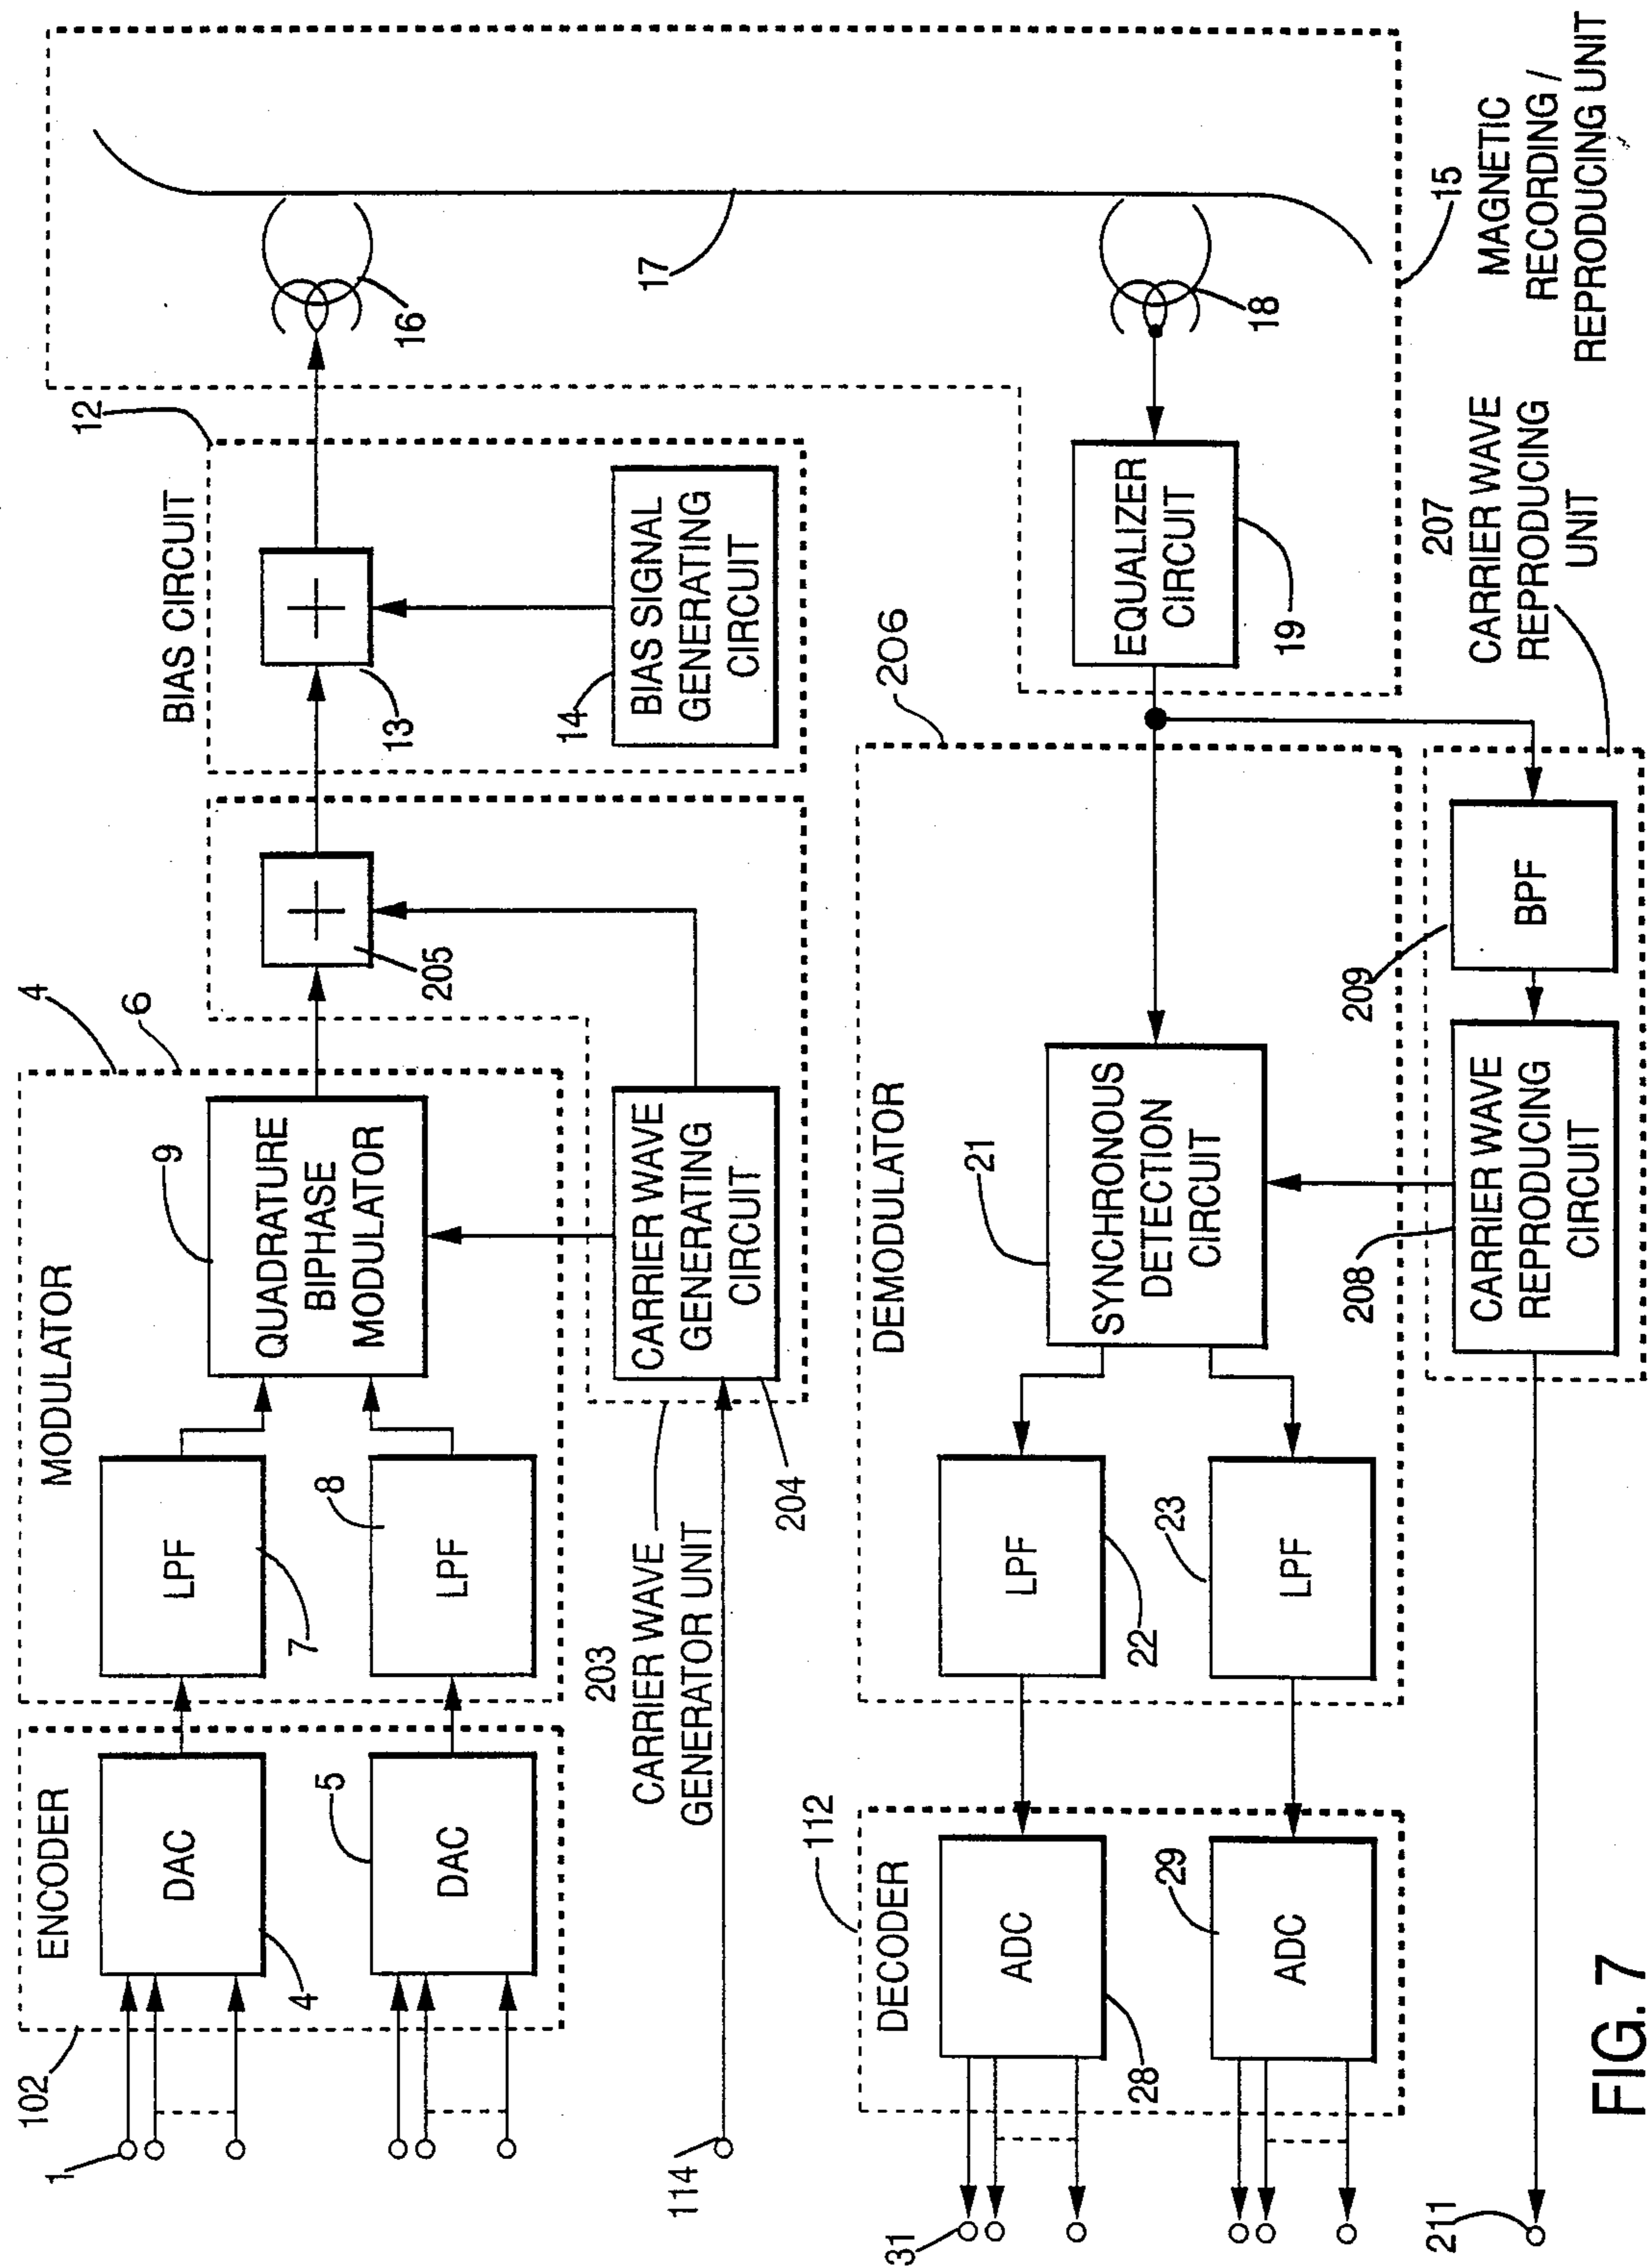 102
ENCODER
1
DAC
4
5
DAC
MODULATOR
4
6
LPF
7
8
LPF
9
QUADRATURE
BIPHASE
MODULATOR
203
CARRIER WAVE
GENERATOR UNIT
114
CARRIER WAVE
GENERATING
CIRCUIT
204
205
BIAS CIRCUIT
12
13
14
BIAS SIGNAL
GENERATING
CIRCUIT
16
17
18
15
MAGNETIC
RECORDING /
REPRODUCING UNIT
EQUALIZER
CIRCUIT
19
206
DEMODULATOR
21
SYNCHRONOUS
DETECTION
CIRCUIT
LPF
22
23
LPF
112
DECODER
ADC
28
29
ADC
31
207
CARRIER WAVE
REPRODUCING
UNIT
BPF
209
208
CARRIER WAVE
REPRODUCING
CIRCUIT
211
FIG. 7